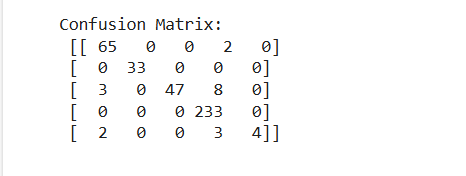 Confusion Matrix:
[[ 65 0 0 2 0]
[ 0 33 0 0 0]
[ 3 0 47 8 0]
[ 0 0 0 233 0]
[ 2 0 0 3 4]]